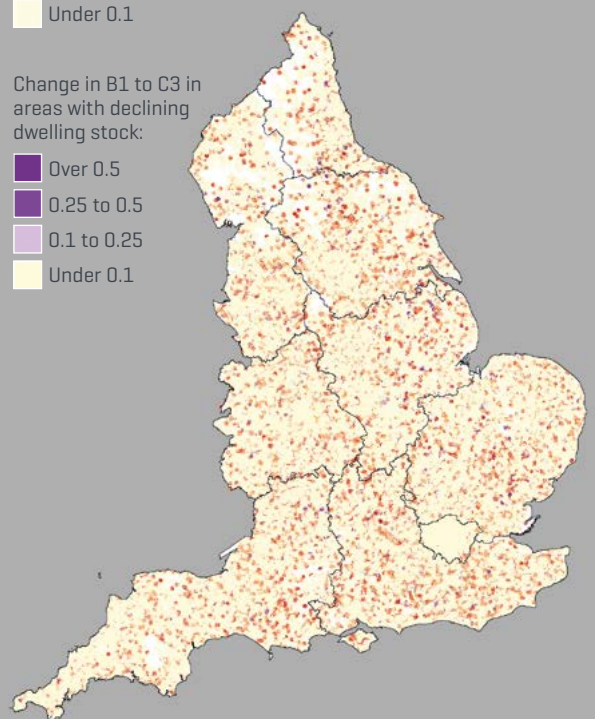 Under 0.1
Change in B1 to C3 in
areas with declining
dwelling stock:
Over 0.5
0.25 to 0.5
0.1 to 0.25
Under 0.1